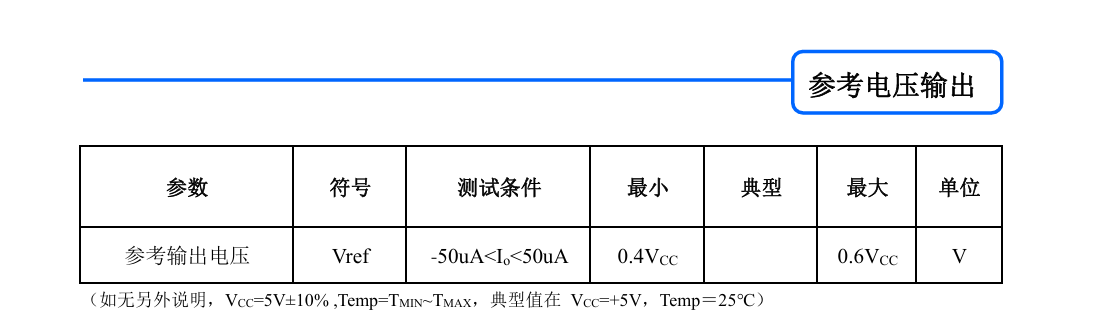 参考电压输出
参数 符号 测试条件 最小 典型 最大 单位
参考输出电压 Vref -50uA<Io<50uA 0.4VCC 0.6VCC V
（如无另外说明，VCC=5V±10% ,Temp=TMIN~TMAX，典型值在 VCC=+5V，Temp＝25℃）